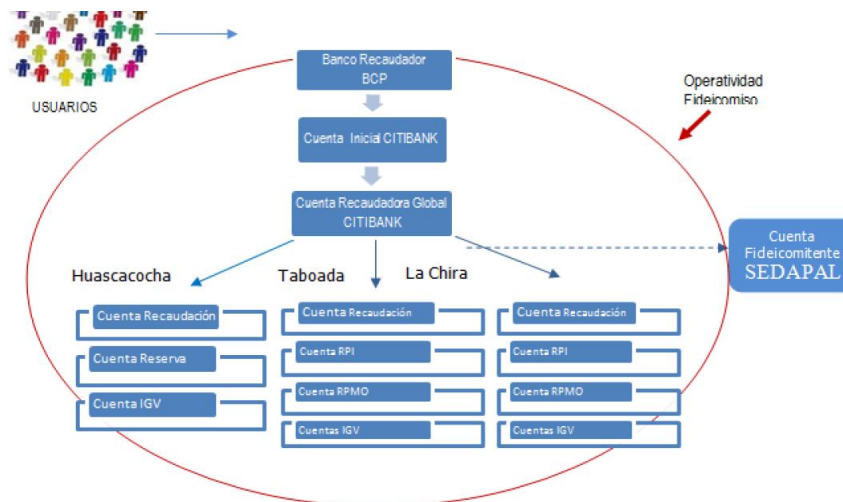 USUARIOS
Banco Recaudador
BCP
Operatividad
Fideicomiso
Cuenta Inicial CITIBANK
Cuenta Recaudadora Global
CITIBANK
Cuenta
Fideicomitente
SEDAPAL
Huascacocha
Taboada
La Chira
Cuenta Recaudación
Cuenta Reserva
Cuenta IGV
Cuenta Recaudación
Cuenta RPI
Cuenta RPMO
Cuentas IGV
Cuenta Recaudación
Cuenta RPI
Cuenta RPMO
Cuentas IGV